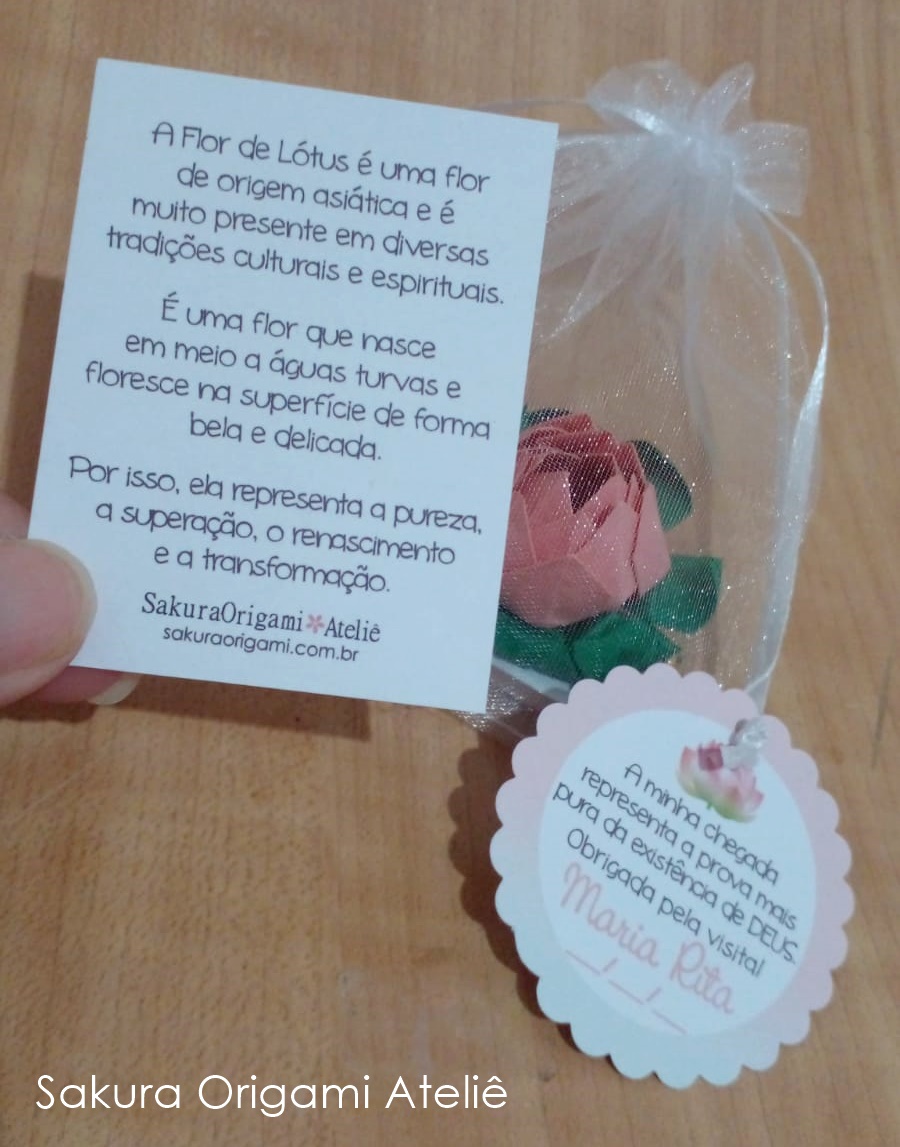 A Flor de Lótus é uma flor
de origem asiática e é
muito presente em diversas
tradições culturais e espirituais.
É uma flor que nasce
em meio a águas turvas e
floresce na superfície de forma
bela e delicada.
Por isso, ela representa a pureza,
a superação, o renascimento
e a transformação.
SakuraOrigami Ateliê
sakuraorigami.com.br
A minha chegada
representa a prova mais
pura da existência de DEUS.
Obrigada pela visita!
Maria Rita
__/__/__
Sakura Origami Ateliê